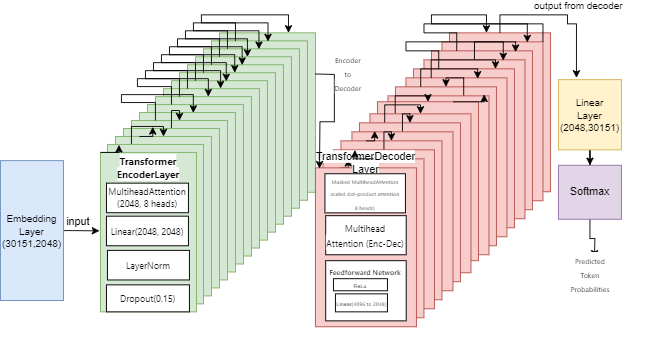 output from decoder
Encoder
to
Decoder
Linear
Layer
(2048,30151)
Transformer
EncoderLayer
TransformerDecoder
Layer
MultiheadAttention
(2048, 8 heads)
Masked MultiheadAttention
scaled dot-product attention
8 heads)
Softmax
Embedding
Layer
(30151,2048)
input
Linear(2048, 2048)
Multihead
Attention (Enc-Dec)
LayerNorm
Feedforward Network
ReLu
Linear(4096 to 2048)
Dropout(0.15)
Predicted
Token
Probabilities